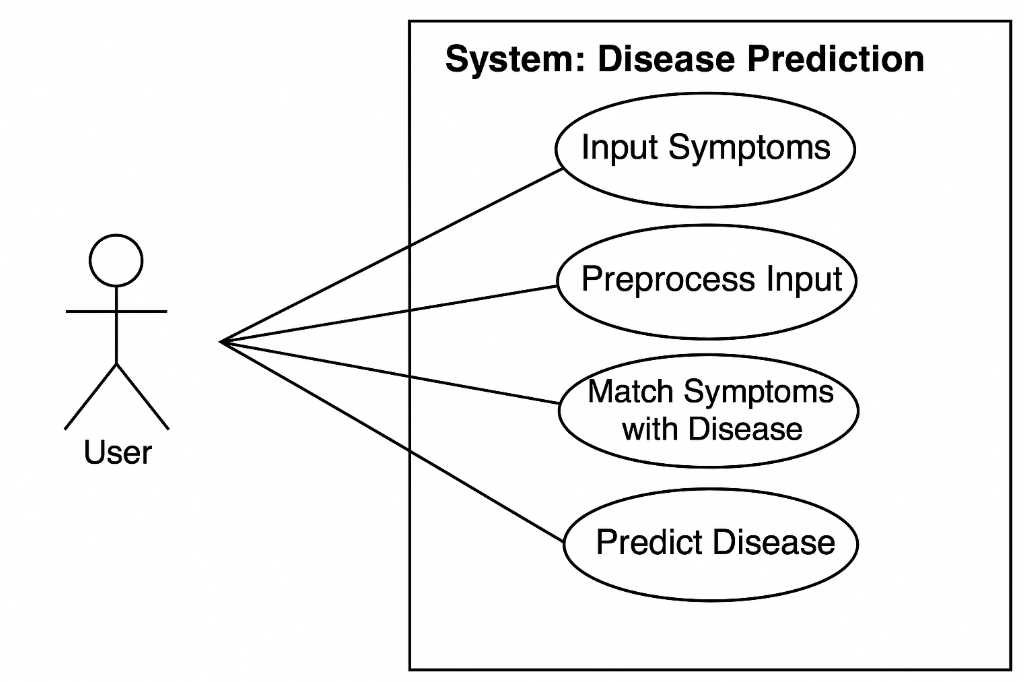 System: Disease Prediction
Input Symptoms
Preprocess Input
Match Symptoms
with Disease
Predict Disease
User